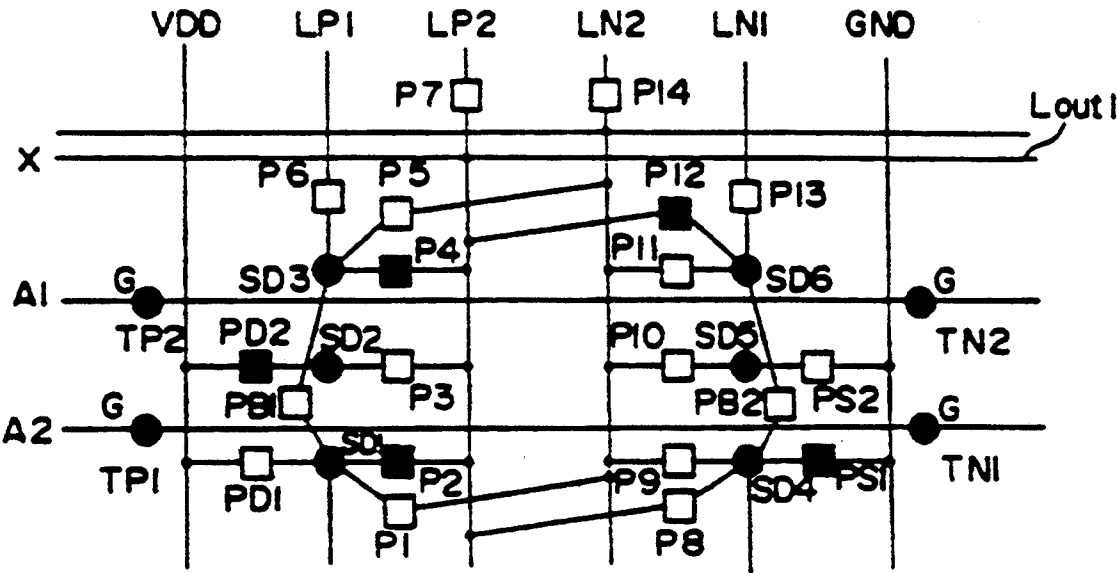 VDD LP1 LP2 LN2 LN1 GND
P7 P14 Lout1
X
P6 P5 P12 P13
P4 P11
G SD3 SD6 G
A1
TP2 PD2 SD2 P10 SD5 TN2
G PB1 P3 PB2 PS2 G
A2
TP1 SD1 P2 P9 SD4 PS1 TN1
PD1 P1 P8